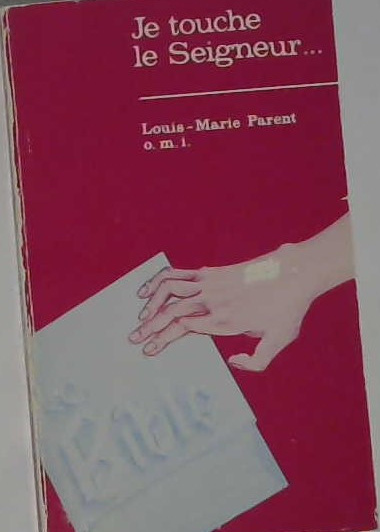 Je touche
le Seigneur...
Louis-Marie Parent
o.m.i.
La
Bible